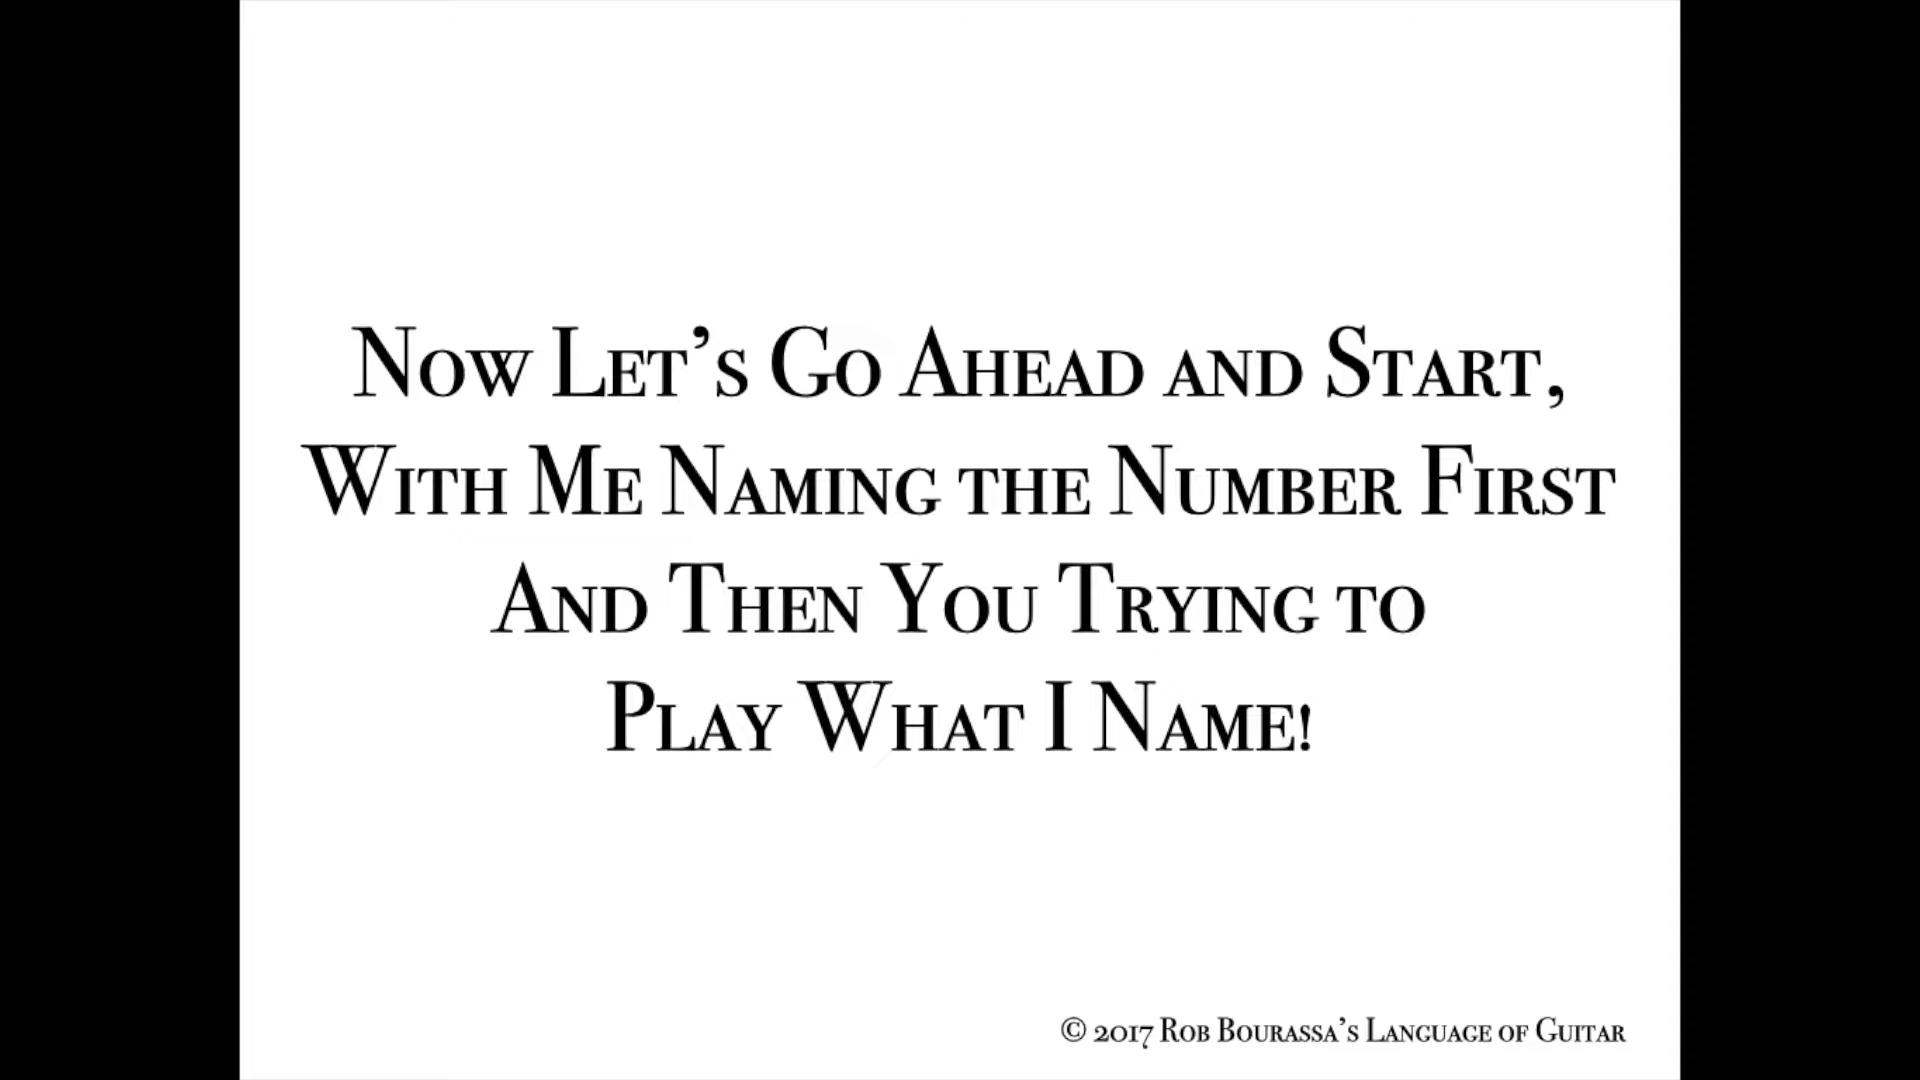 Now Let's Go Ahead and Start,
With Me Naming the Number First
And Then You Trying to
Play What I Name!
© 2017 Rob Bourassa's Language of Guitar